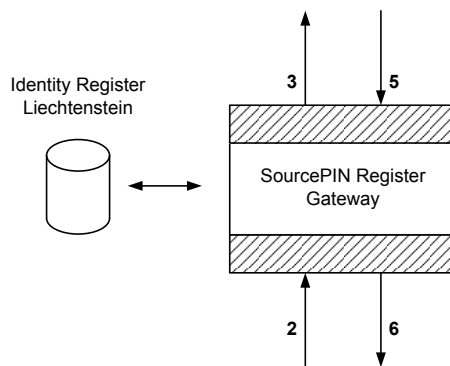 3
5
Identity Register
Liechtenstein
SourcePIN Register
Gateway
2
6